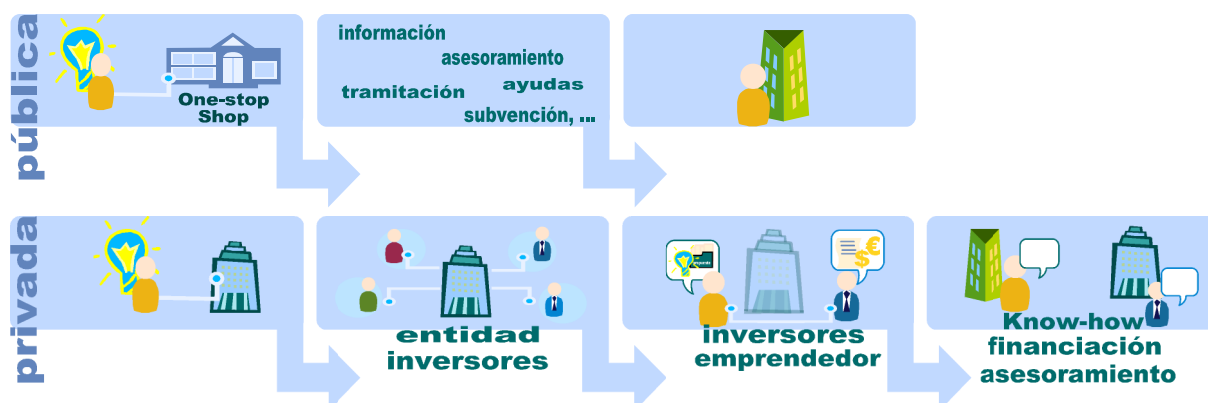 pública
One-stop
Shop
información
asesoramiento
tramitación
ayudas
subvención, ...
privada
entidad
inversores
€
$
inversores
emprendedor
Know-how
financiación
asesoramiento